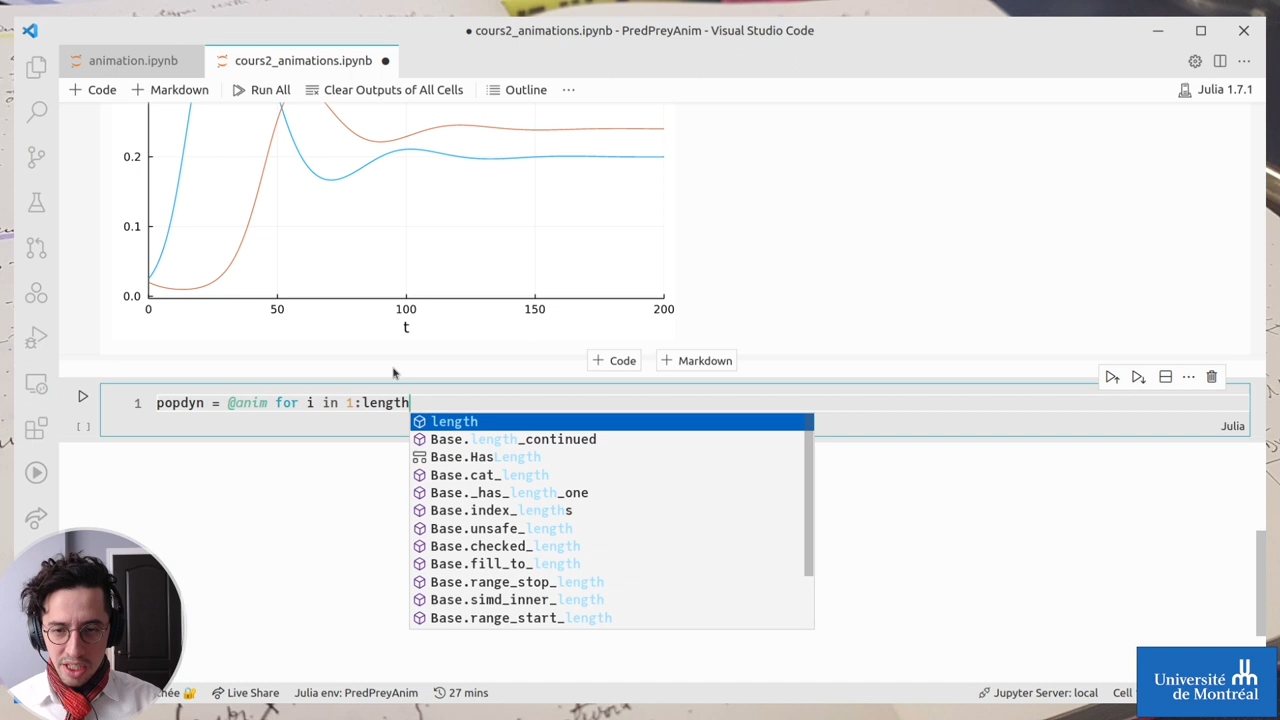 ● cours2_animations.ipynb - PredPreyAnim - Visual Studio Code
animation.ipynb
cours2_animations.ipynb ●
+ Code
+ Markdown
Run All
Clear Outputs of All Cells
Outline
Julia 1.7.1
0.2
0.1
0.0
0
50
100
150
200
t
+ Code
+ Markdown
1
popdyn = @anim for i in 1:length
[ ]
Julia
length
Base.length_continued
Base.HasLength
Base.cat_length
Base._has_length_one
Base.index_lengths
Base.unsafe_length
Base.checked_length
Base.fill_to_length
Base.range_stop_length
Base.simd_inner_length
Base.range_start_length
Live Share
Julia env: PredPreyAnim
27 mins
Jupyter Server: local
Cell
Université
de Montréal